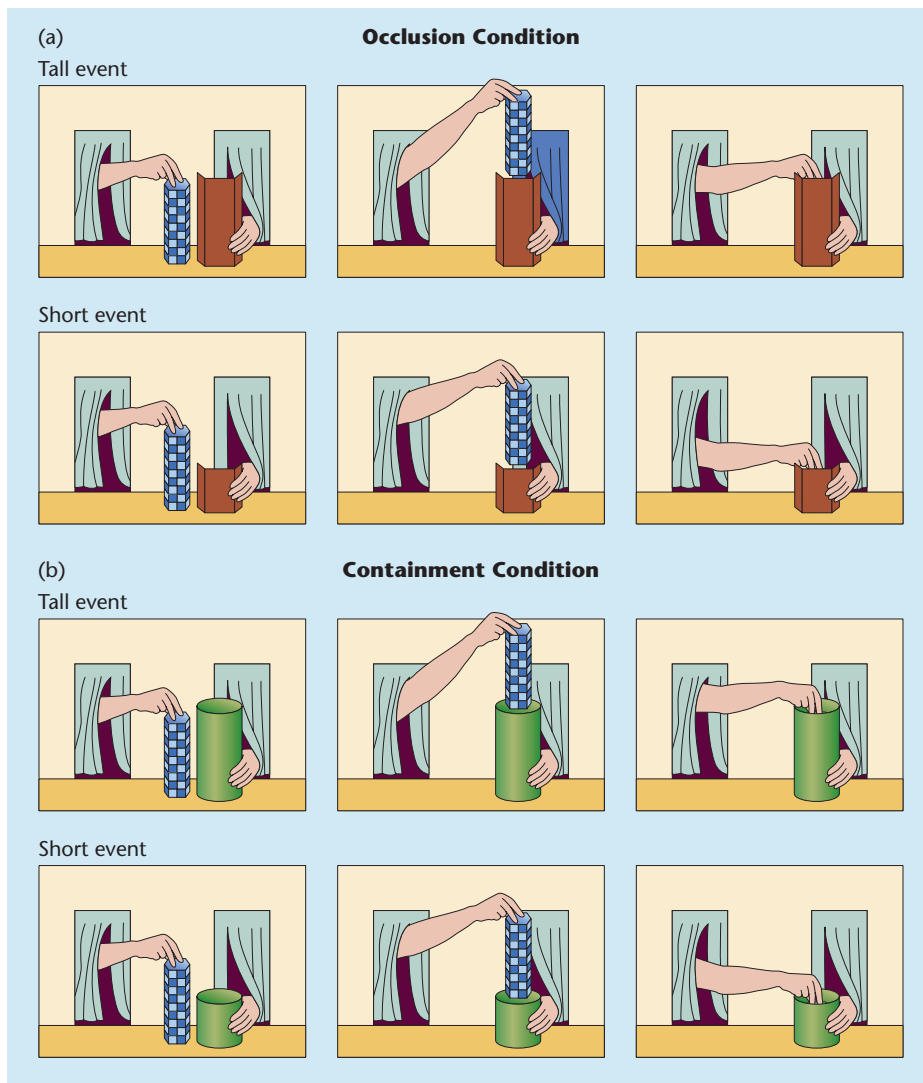 (a)
Occlusion Condition
Tall event
Short event
(b)
Containment Condition
Tall event
Short event